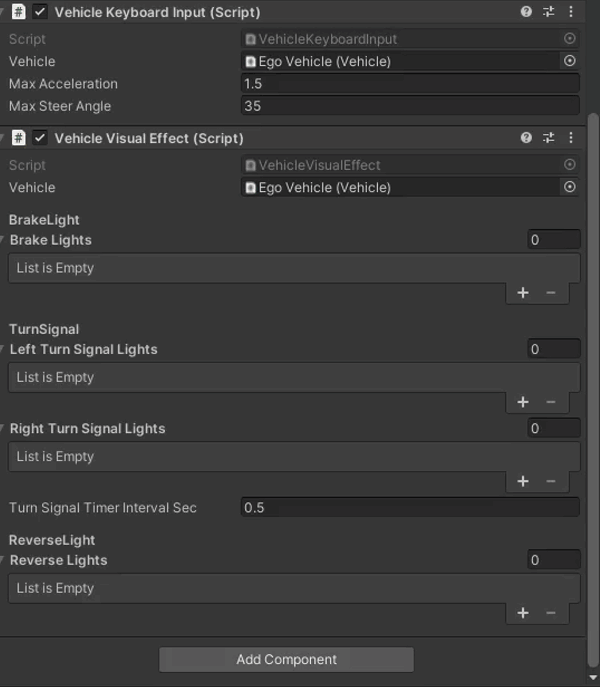 Vehicle Keyboard Input (Script)
Script VehicleKeyboardInput
Vehicle Ego Vehicle (Vehicle)
Max Acceleration 1.5
Max Steer Angle 35
Vehicle Visual Effect (Script)
Script VehicleVisualEffect
Vehicle Ego Vehicle (Vehicle)
BrakeLight
Brake Lights 0
List is Empty
TurnSignal
Left Turn Signal Lights 0
List is Empty
Right Turn Signal Lights 0
List is Empty
Turn Signal Timer Interval Sec 0.5
ReverseLight
Reverse Lights 0
List is Empty
Add Component